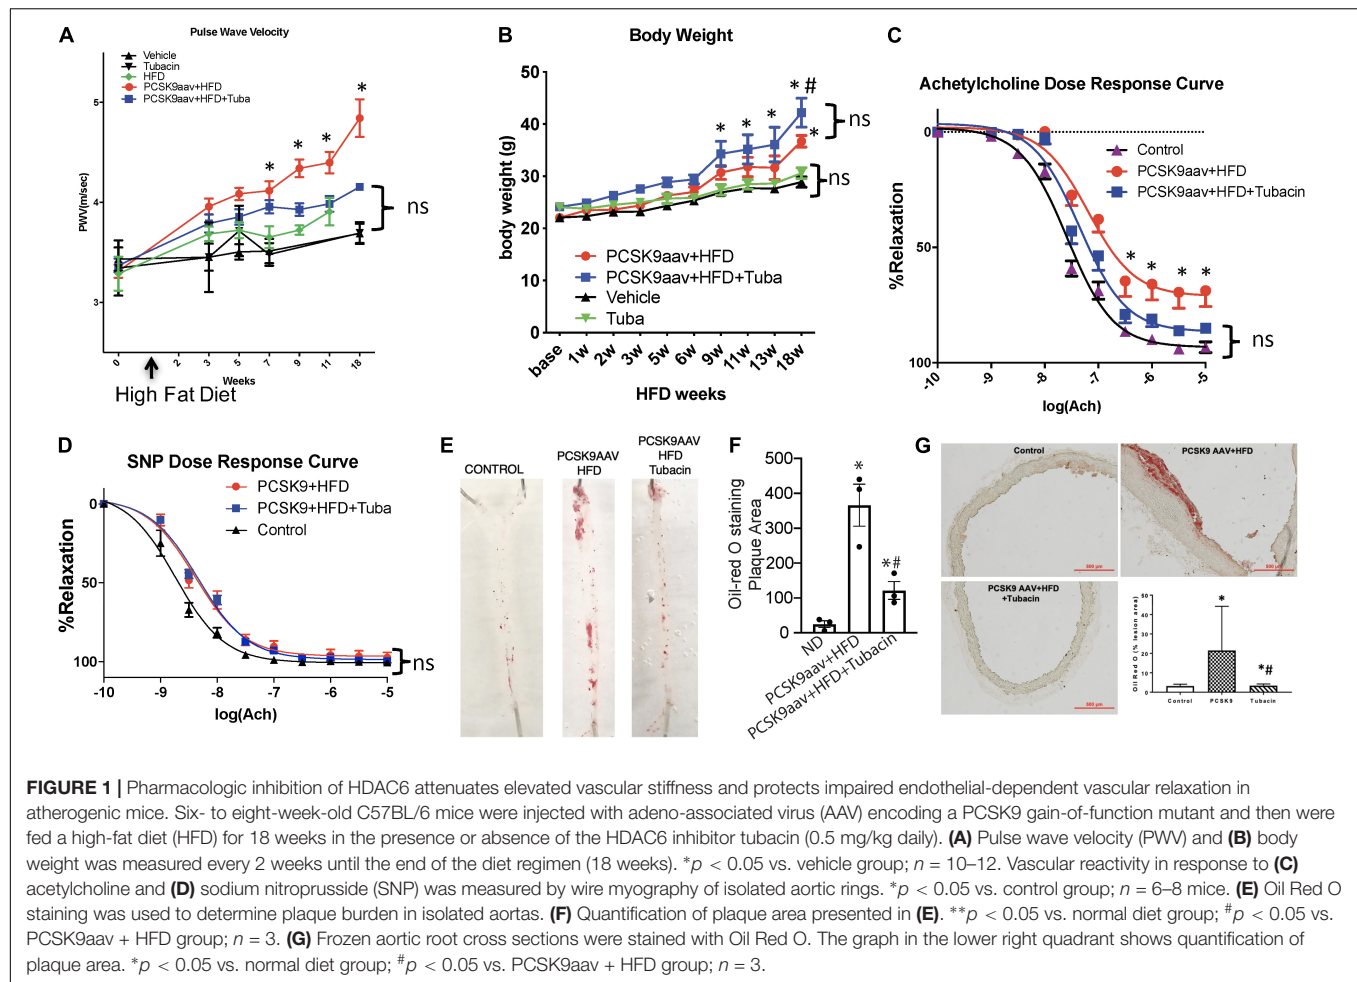 A
Pulse Wave Velocity
Vehicle
Tubacin
HFD
PCSK9aav+HFD
PCSK9aav+HFD+Tuba
PWV(m/sec)
5
4
3
* * * *
ns
0 2 3 5 7 9 11 18
Weeks
High Fat Diet
B
Body Weight
body weight (g)
50
40
30
20
10
0
* * * *#
*
ns
ns
PCSK9aav+HFD
PCSK9aav+HFD+Tuba
Vehicle
Tuba
base 1w 2w 3w 5w 6w 9w 11w 13w 18w
HFD weeks
C
Achetylcholine Dose Response Curve
%Relaxation
0
50
100
Control
PCSK9aav+HFD
PCSK9aav+HFD+Tubacin
* * * *
ns
-10 -9 -8 -7 -6 -5
log(Ach)
D
SNP Dose Response Curve
%Relaxation
0
50
100
PCSK9+HFD
PCSK9+HFD+Tuba
Control
ns
-10 -9 -8 -7 -6 -5
log(Ach)
E
CONTROL
PCSK9AAV
HFD
PCSK9AAV
HFD
Tubacin
F
Oil-red O staining
Plaque Area
500
400
300
200
100
0
*
*#
ND
PCSK9aav+HFD
PCSK9aav+HFD+Tubacin
G
Control
500 µm
PCSK9 AAV+HFD
500 µm
PCSK9 AAV+HFD
+Tubacin
500 µm
Oil Red O (% lesion area)
50
40
30
20
10
0
*
*#
Control PCSK9 Tubacin
FIGURE 1 | Pharmacologic inhibition of HDAC6 attenuates elevated vascular stiffness and protects impaired endothelial-dependent vascular relaxation in
atherogenic mice. Six- to eight-week-old C57BL/6 mice were injected with adeno-associated virus (AAV) encoding a PCSK9 gain-of-function mutant and then were
fed a high-fat diet (HFD) for 18 weeks in the presence or absence of the HDAC6 inhibitor tubacin (0.5 mg/kg daily). (A) Pulse wave velocity (PWV) and (B) body
weight was measured every 2 weeks until the end of the diet regimen (18 weeks). *p < 0.05 vs. vehicle group; n = 10–12. Vascular reactivity in response to (C)
acetylcholine and (D) sodium nitroprusside (SNP) was measured by wire myography of isolated aortic rings. *p < 0.05 vs. control group; n = 6–8 mice. (E) Oil Red O
staining was used to determine plaque burden in isolated aortas. (F) Quantification of plaque area presented in (E). **p < 0.05 vs. normal diet group; #p < 0.05 vs.
PCSK9aav + HFD group; n = 3. (G) Frozen aortic root cross sections were stained with Oil Red O. The graph in the lower right quadrant shows quantification of
plaque area. *p < 0.05 vs. normal diet group; #p < 0.05 vs. PCSK9aav + HFD group; n = 3.